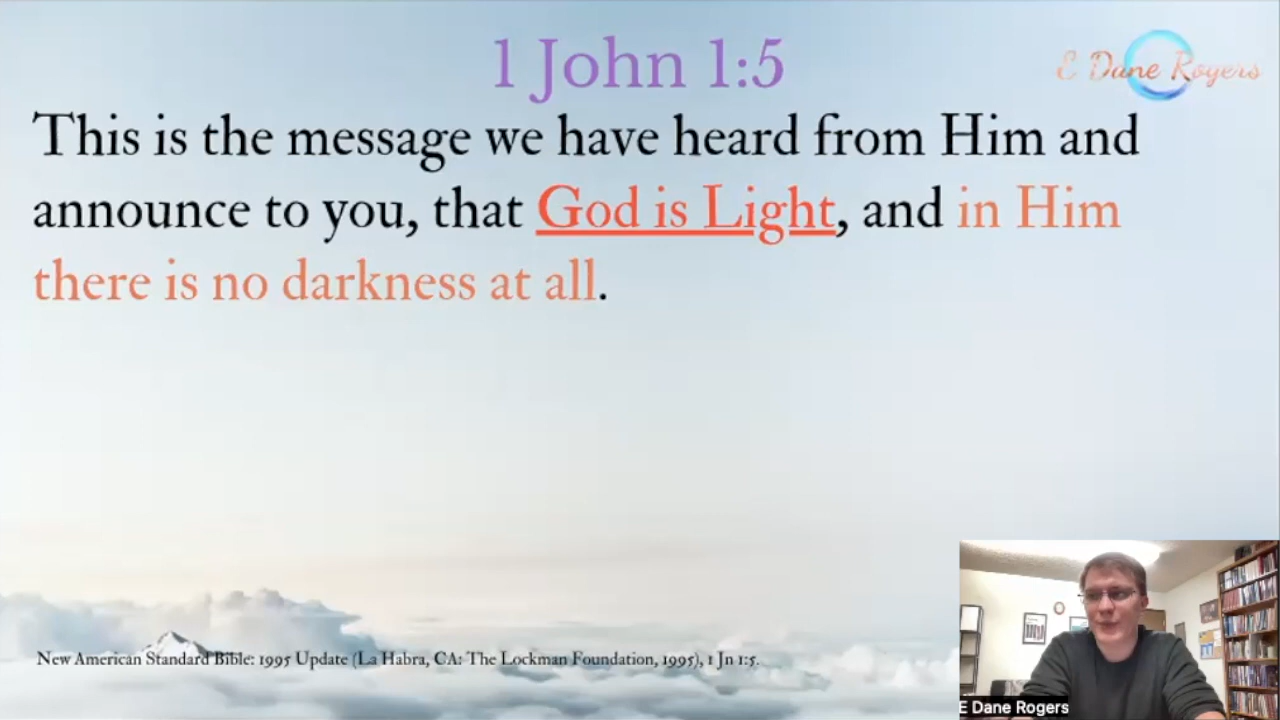 1 John 1:5
E Dane Rogers
This is the message we have heard from Him and
announce to you, that God is Light, and in Him
there is no darkness at all.
New American Standard Bible: 1995 Update (La Habra, CA: The Lockman Foundation, 1995), 1 Jn 1:5.
E Dane Rogers